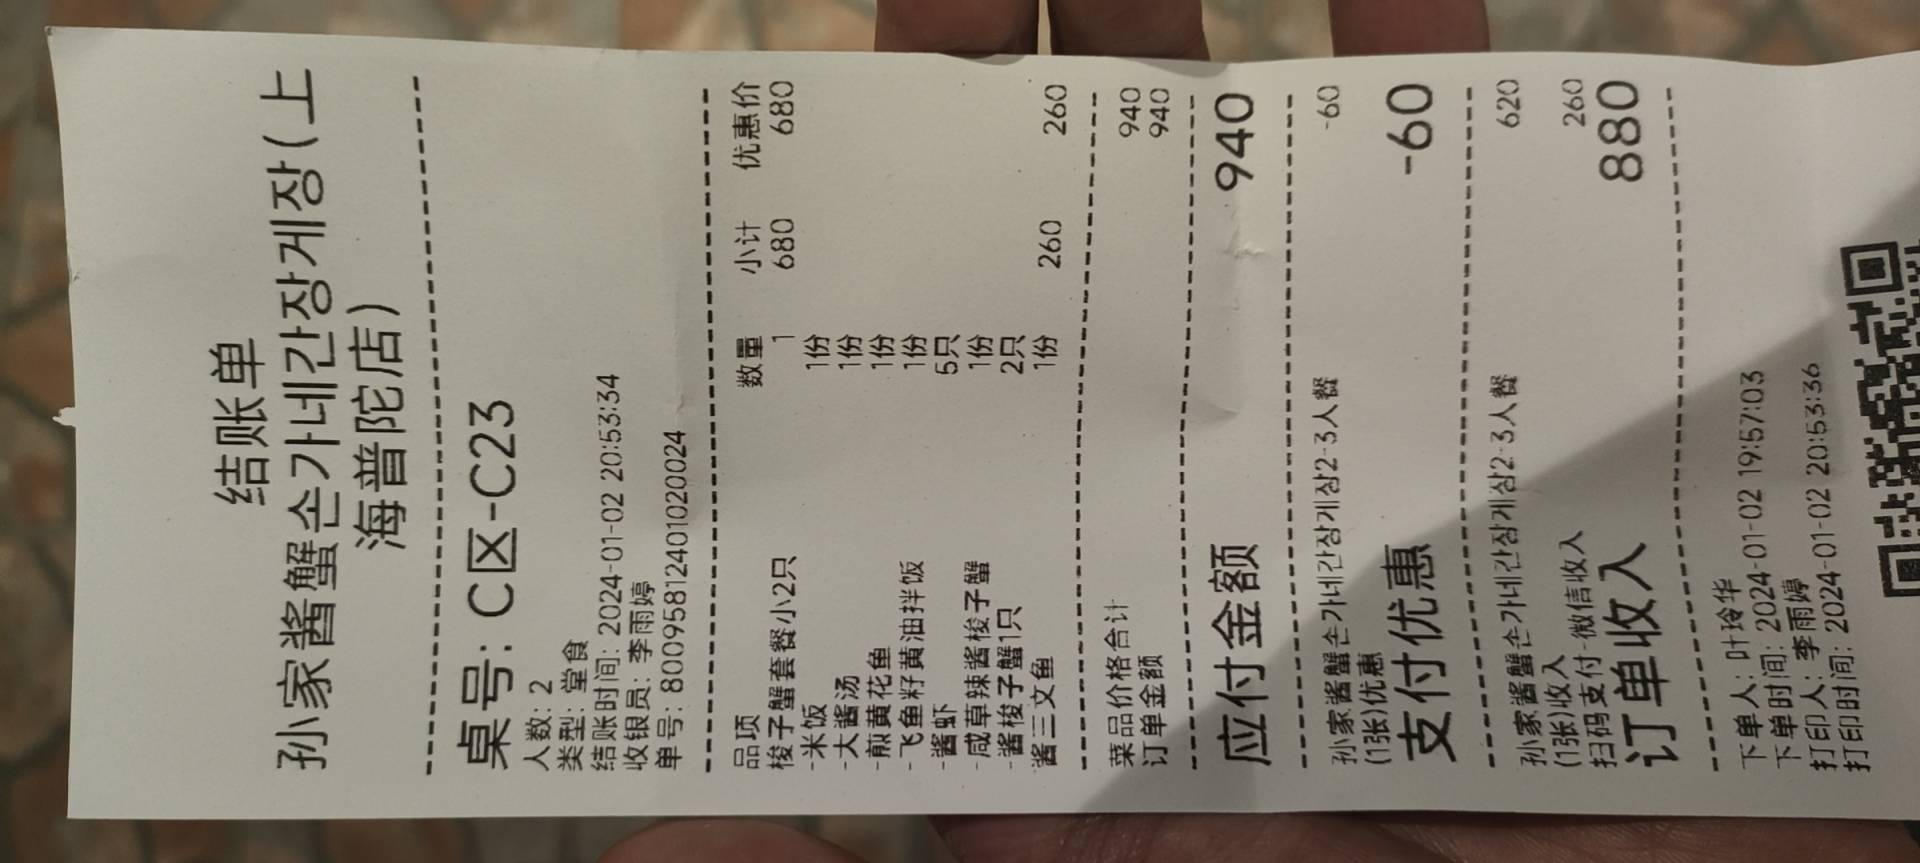 结账单
孙家酱蟹손가네간장게장(上
海普陀店)
桌号: C区-C23
人数: 2
类型: 堂食
结账时间: 2024-01-02 20:53:34
收银员: 李雨婷
单号: 8009558124010200​24
品项 数量 小计 优惠价
梭子蟹套餐小2只 1 680 680
-米饭 1份
-大酱汤 1份
-煎黄花鱼 1份
-飞鱼籽黄油拌饭 1份
-酱虾 5只
-咸草辣酱梭子蟹 1份
-酱梭子蟹1只 2只
酱三文鱼 1份 260 260
菜品价格合计 940
订单金额 940
应付金额 940
孙家酱蟹손가네간장게장2-3人餐 -60
(1张)优惠
支付优惠 -60
孙家酱蟹손가네간장게장2-3人餐 620
(1张)收入
扫码支付-微信收入 260
订单收入 880
下单人: 叶玲华
下单时间: 2024-01-02 19:57:03
打印人: 李雨婷
打印时间: 2024-01-02 20:53:36